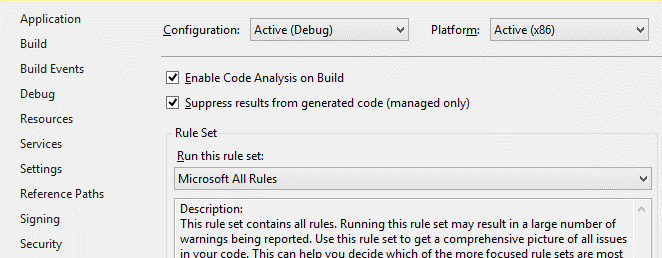 Application
Build
Build Events
Debug
Resources
Services
Settings
Reference Paths
Signing
Security
Configuration: Active (Debug) Platform: Active (x86)
Enable Code Analysis on Build
Suppress results from generated code (managed only)
Rule Set
Run this rule set:
Microsoft All Rules
Description:
This rule set contains all rules. Running this rule set may result in a large number of
warnings being reported. Use this rule set to get a comprehensive picture of all issues
in your code. This can help you decide which of the more focused rule sets are most